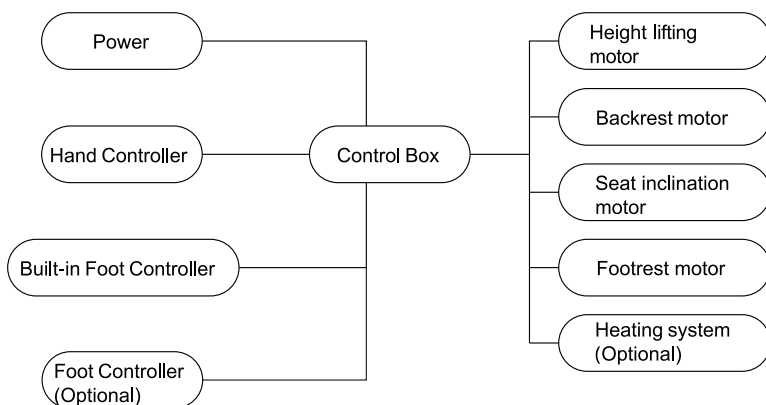 Power
Hand Controller
Built-in Foot Controller
Foot Controller
(Optional)
Control Box
Height lifting
motor
Backrest motor
Seat inclination
motor
Footrest motor
Heating system
(Optional)